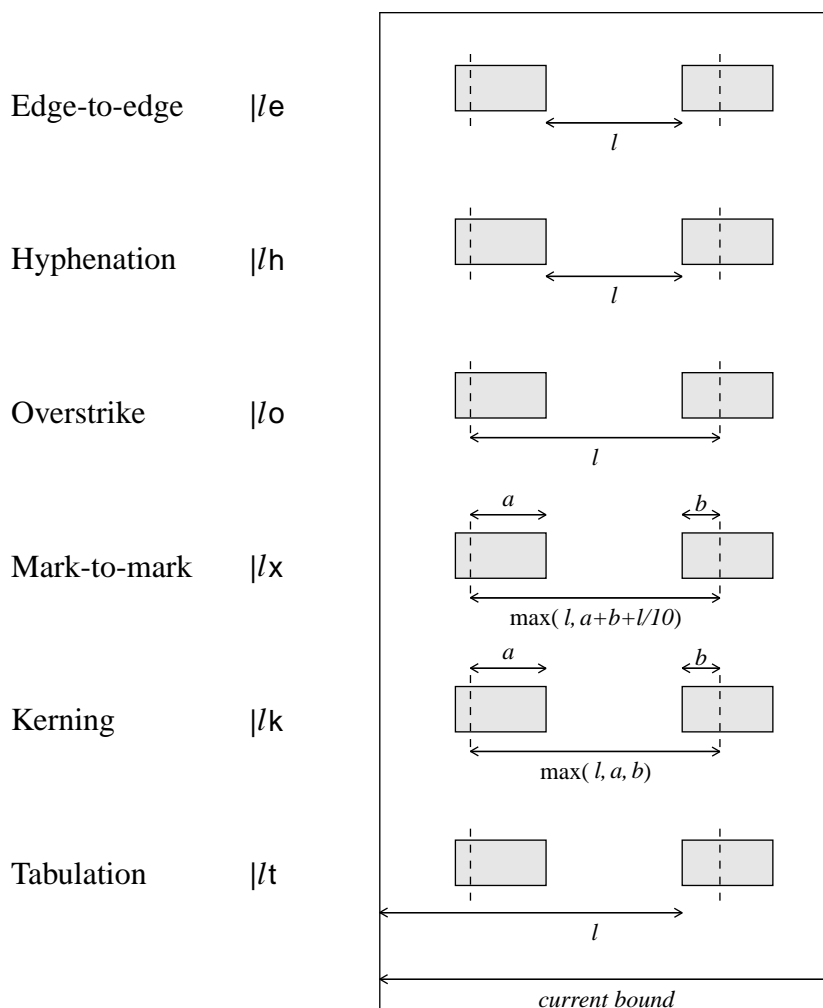 Edge-to-edge |le
l
Hyphenation |lh
l
Overstrike |lo
l
a b
Mark-to-mark |lx
max( l, a+b+l/10)
a b
Kerning |lk
max( l, a, b)
Tabulation |lt
l
current bound